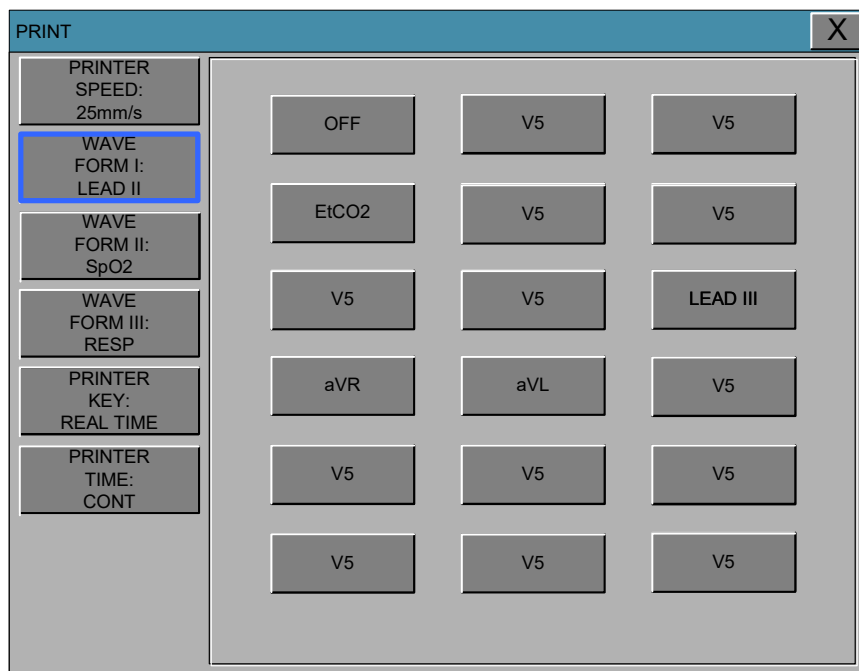 PRINT
X
PRINTER
SPEED:
25mm/s
WAVE
FORM I:
LEAD II
WAVE
FORM II:
SpO2
WAVE
FORM III:
RESP
PRINTER
KEY:
REAL TIME
PRINTER
TIME:
CONT
OFF V5 V5
EtCO2 V5 V5
V5 V5 LEAD III
aVR aVL V5
V5 V5 V5
V5 V5 V5